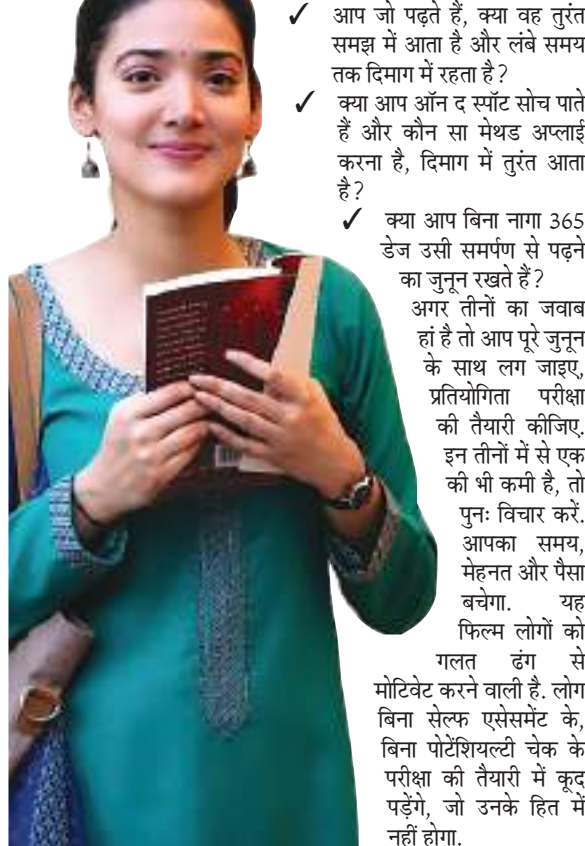 ✓ आप जो पढ़ते हैं, क्या वह तुरंत
समझ में आता है और लंबे समय
तक दिमाग में रहता है?
✓ क्या आप ऑन द स्पॉट सोच पाते
हैं और कौन सा मेथड अप्लाई
करना है, दिमाग में तुरंत आता
है?
✓ क्या आप बिना नागा 365
डेज उसी समर्पण से पढ़ने
का जुनून रखते हैं?
अगर तीनों का जवाब
हां है तो आप पूरे जुनून
के साथ लग जाइए,
प्रतियोगिता परीक्षा
की तैयारी कीजिए.
इन तीनों में से एक
की भी कमी है, तो
पुनः विचार करें.
आपका समय,
मेहनत और पैसा
बचेगा. यह
फिल्म लोगों को
गलत ढंग से
मोटिवेट करने वाली है. लोग
बिना सेल्फ एसेसमेंट के,
बिना पोटेंशियल्टी चेक के
परीक्षा की तैयारी में कूद
पड़ेंगे, जो उनके हित में
नहीं होगा.